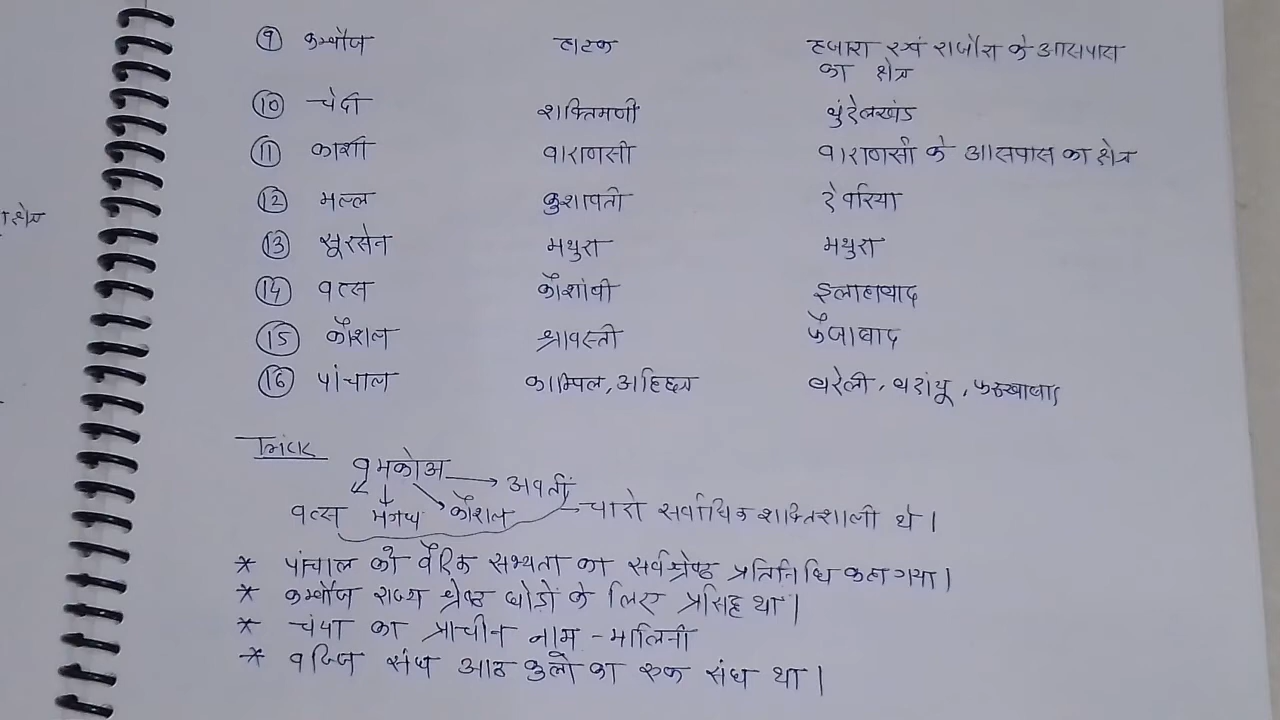 क्षेत्र
⑨ कम्बौज हाटक हजारा एवं राजौरा के आसपास
का क्षेत्र
⑩ चेदी शक्तिमणी बुंदेलखंड
⑪ काशी वाराणसी वाराणसी के आसपास का क्षेत्र
⑫ मल्ल कुशावती देवरिया
⑬ सूरसेन मथुरा मथुरा
⑭ वत्स कौशांबी इलाहाबाद
⑮ कौशल श्रावस्ती फैजाबाद
⑯ पांचाल काम्पिल, अहिछत्र बरेली, बदांयू, फरुखाबाद
Trick
वमकोअ → अवंती
वत्स मगध कौशल – चारो सर्वाधिक शक्तिशाली थे।
* पांचाल को वैदिक सभ्यता का सर्वश्रेष्ठ प्रतिनिधि कहा गया।
* कम्बौज राज्य श्रेष्ठ घोडों के लिए प्रसिद्ध था।
* चंपा का प्राचीन नाम – मालिनी
* वज्जि संघ आठ कुलों का एक संघ था।